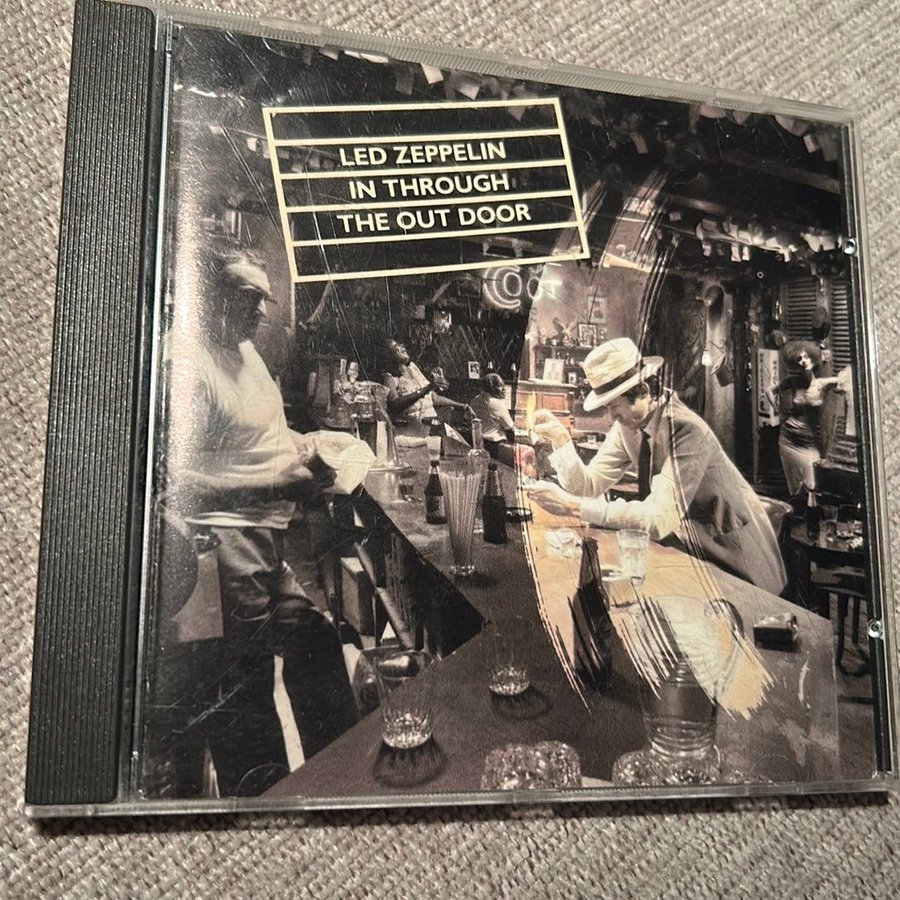 LED ZEPPELIN
IN THROUGH
THE OUT DOOR